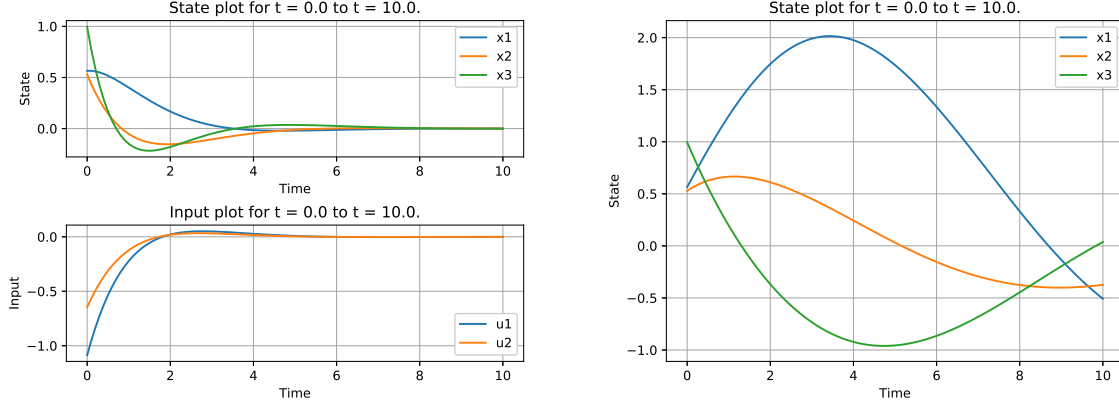 State plot for t = 0.0 to t = 10.0.
1.0
0.5
0.0
State
x1
x2
x3
0 2 4 6 8 10
Time
Input plot for t = 0.0 to t = 10.0.
0.0
−0.5
−1.0
Input
u1
u2
0 2 4 6 8 10
Time
State plot for t = 0.0 to t = 10.0.
2.0
1.5
1.0
0.5
0.0
−0.5
−1.0
State
x1
x2
x3
0 2 4 6 8 10
Time